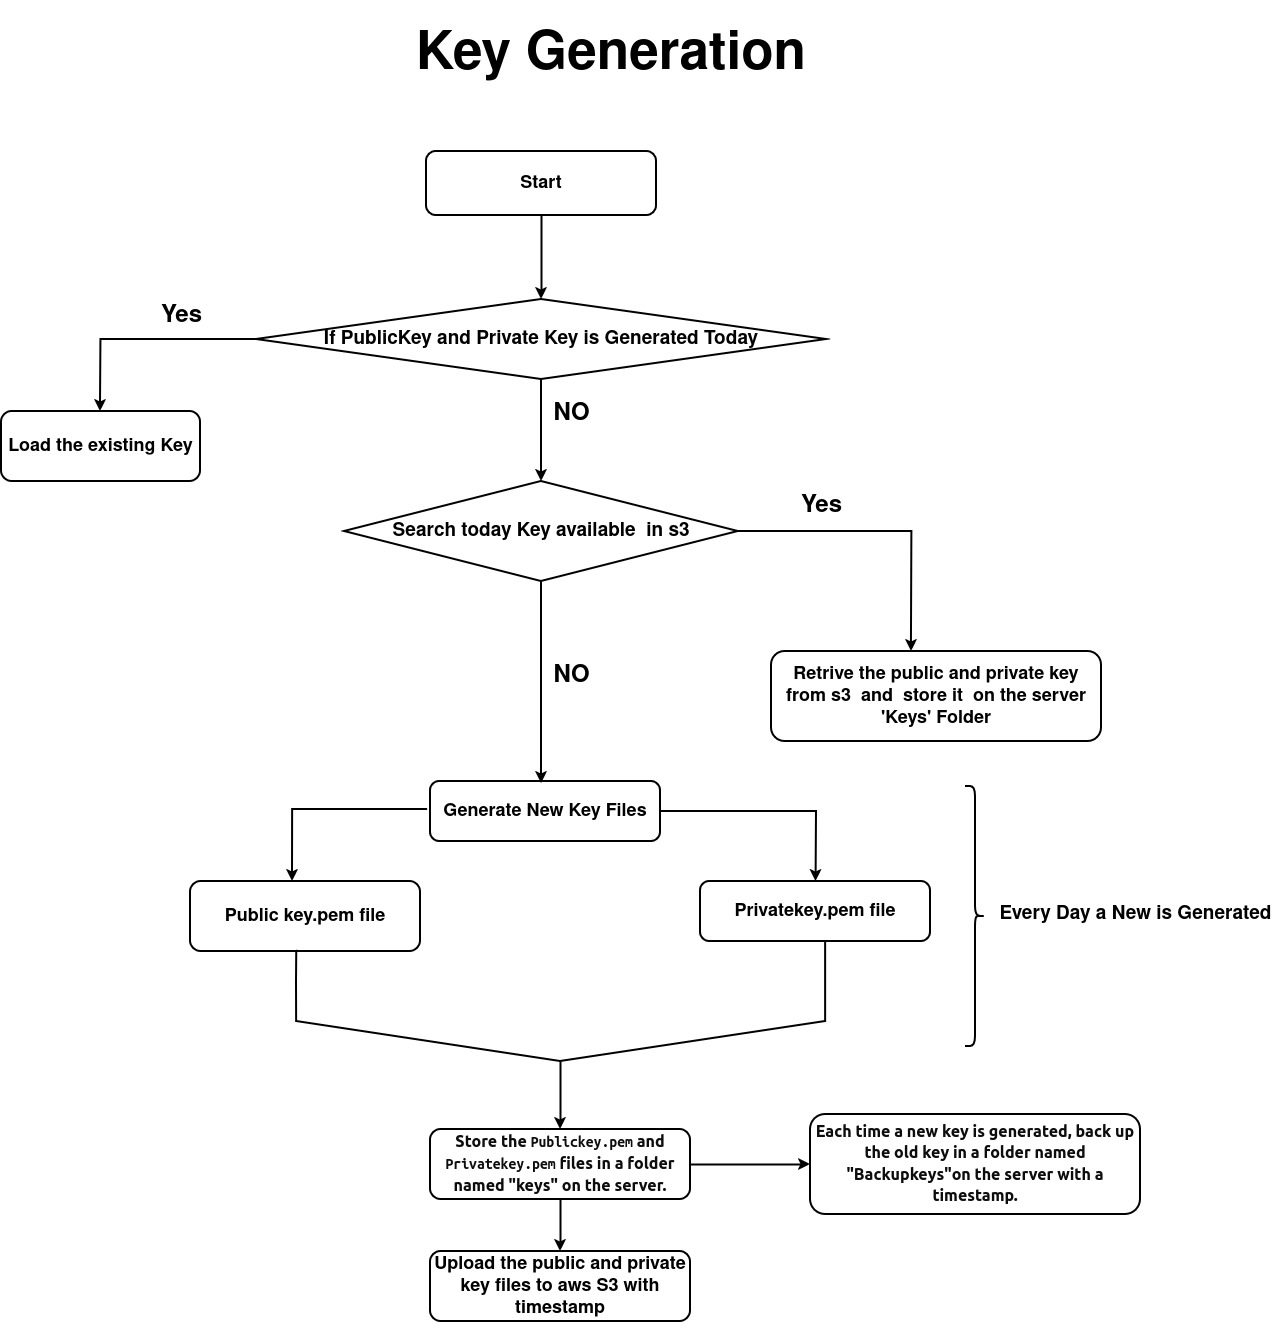 Key Generation
Start
Yes
If PublicKey and Private Key is Generated Today
NO
Load the existing Key
Yes
Search today Key available  in s3
NO
Retrive the public and private key
from s3  and  store it  on the server
'Keys' Folder
Generate New Key Files
Public key.pem file
Privatekey.pem file
Every Day a New is Generated
Store the Publickey.pem and
Privatekey.pem files in a folder
named "keys" on the server.
Each time a new key is generated, back up
the old key in a folder named
"Backupkeys"on the server with a
timestamp.
Upload the public and private
key files to aws S3 with
timestamp